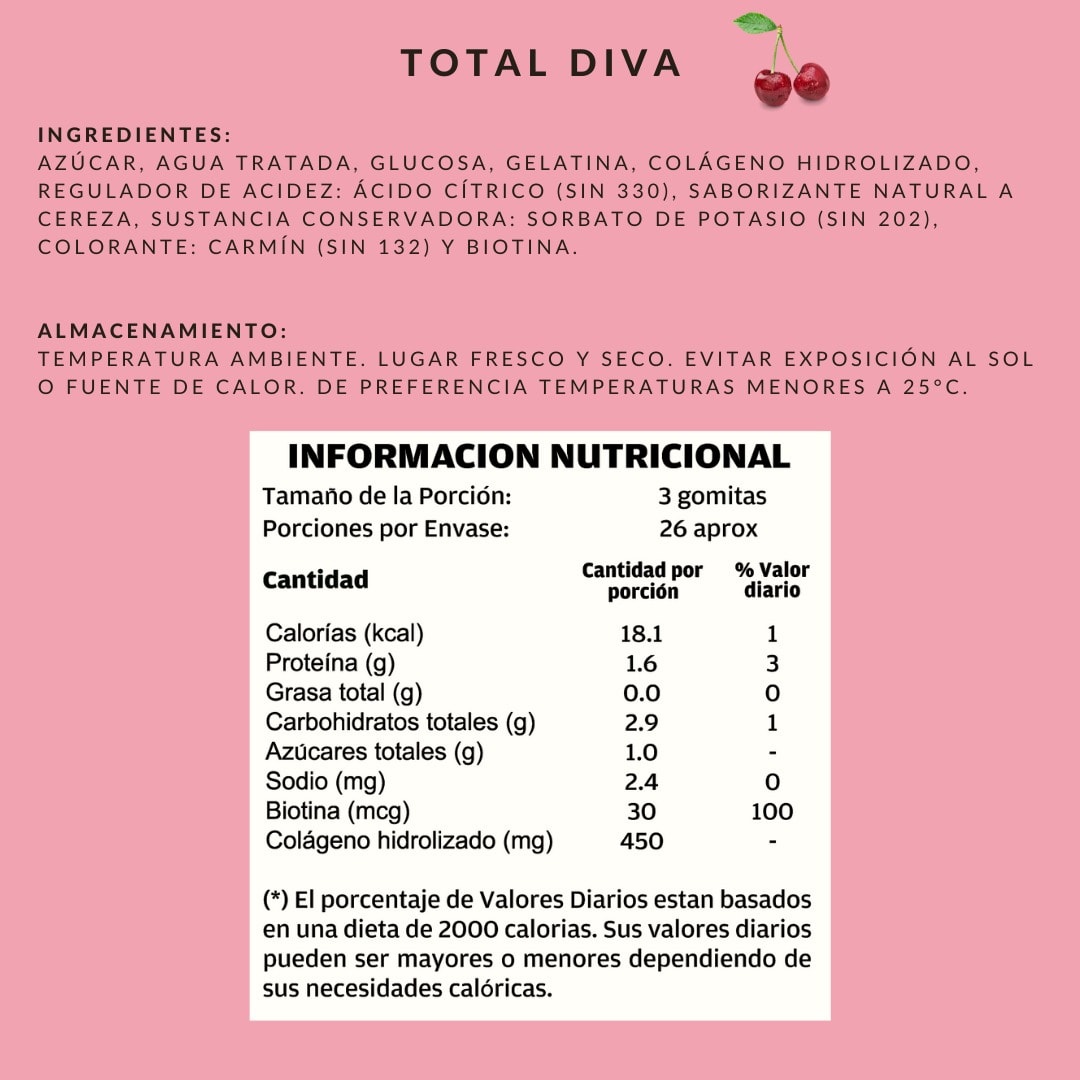 TOTAL DIVA
INGREDIENTES:
AZÚCAR, AGUA TRATADA, GLUCOSA, GELATINA, COLÁGENO HIDROLIZADO,
REGULADOR DE ACIDEZ: ÁCIDO CÍTRICO (SIN 330), SABORIZANTE NATURAL A
CEREZA, SUSTANCIA CONSERVADORA: SORBATO DE POTASIO (SIN 202),
COLORANTE: CARMÍN (SIN 132) Y BIOTINA.
ALMACENAMIENTO:
TEMPERATURA AMBIENTE. LUGAR FRESCO Y SECO. EVITAR EXPOSICIÓN AL SOL
O FUENTE DE CALOR. DE PREFERENCIA TEMPERATURAS MENORES A 25°C.
INFORMACION NUTRICIONAL
Tamaño de la Porción: 3 gomitas
Porciones por Envase: 26 aprox
Cantidad Cantidad por porción % Valor diario
Calorías (kcal) 18.1 1
Proteína (g) 1.6 3
Grasa total (g) 0.0 0
Carbohidratos totales (g) 2.9 1
Azúcares totales (g) 1.0 -
Sodio (mg) 2.4 0
Biotina (mcg) 30 100
Colágeno hidrolizado (mg) 450 -
(*) El porcentaje de Valores Diarios estan basados
en una dieta de 2000 calorias. Sus valores diarios
pueden ser mayores o menores dependiendo de
sus necesidades calóricas.